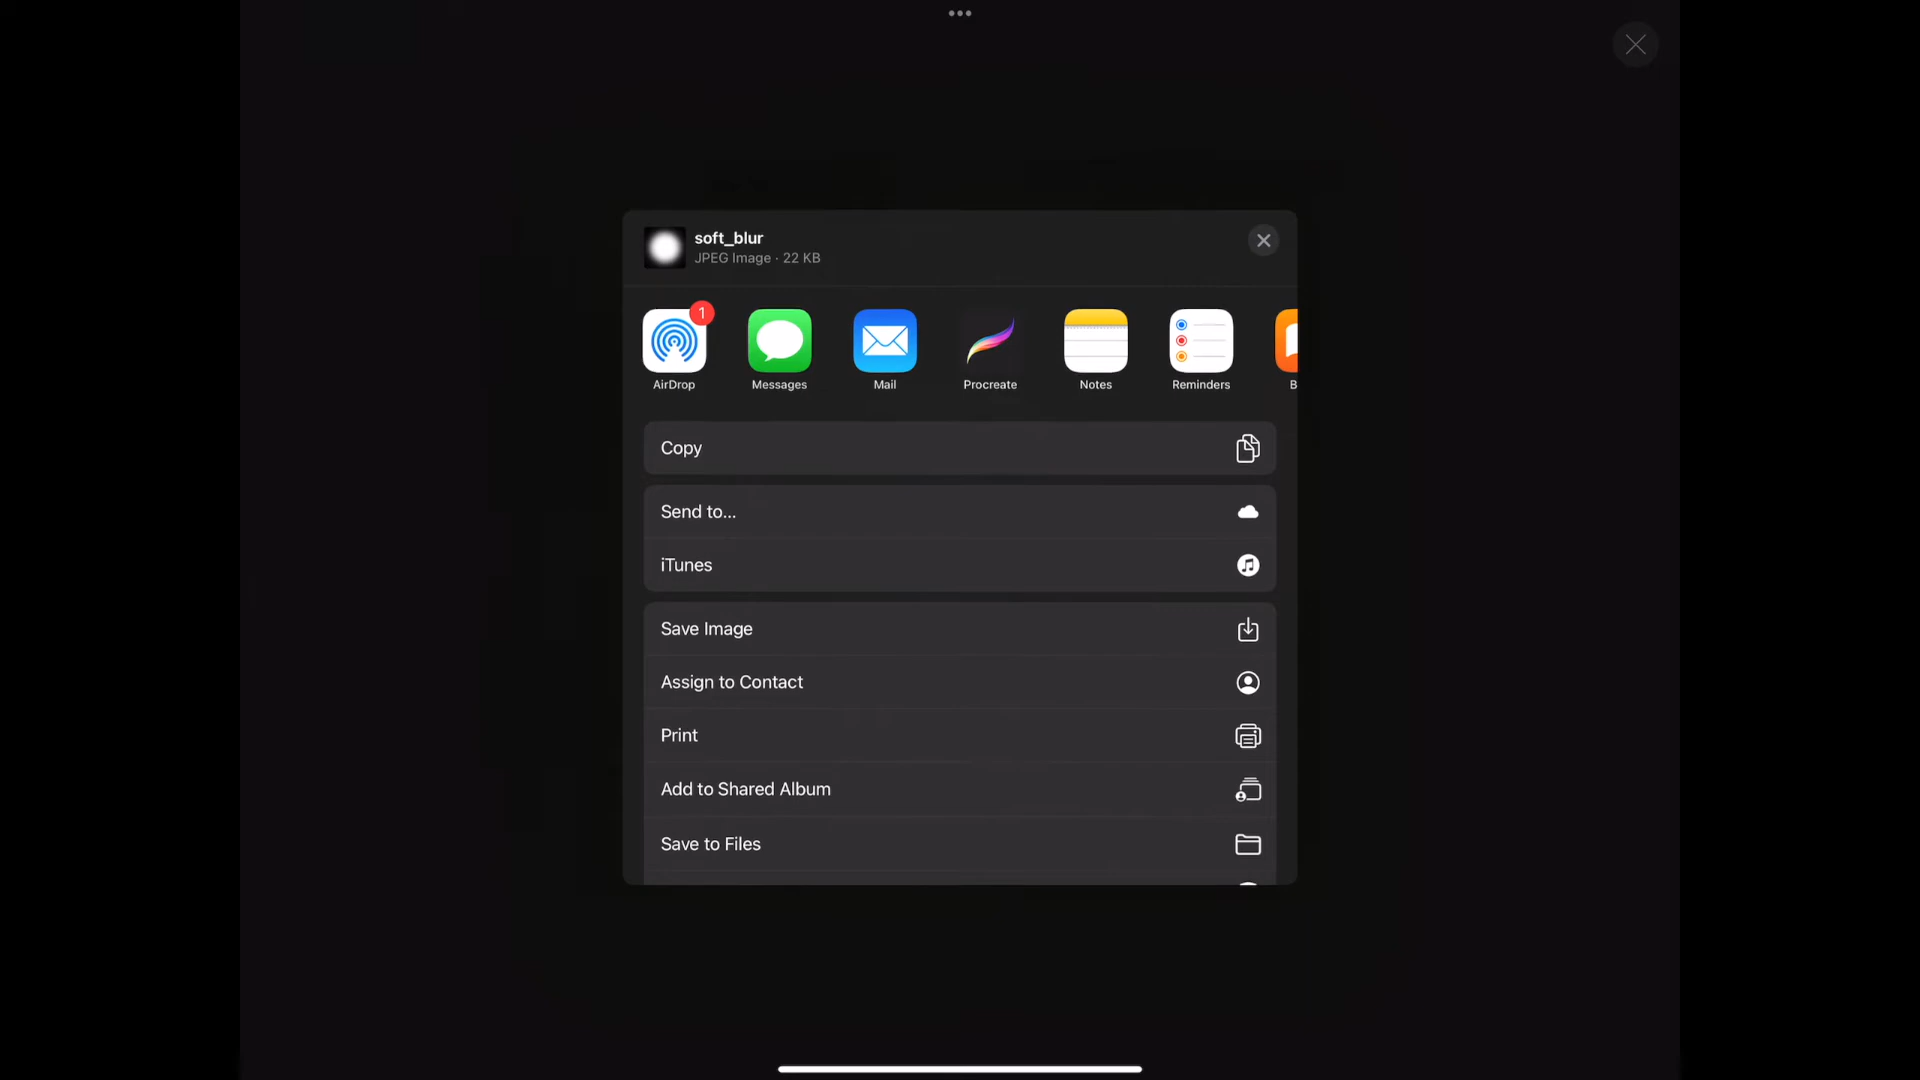 soft_blur
JPEG Image · 22 KB
1
AirDrop
Messages
Mail
Procreate
Notes
Reminders
B
Copy
Send to...
iTunes
Save Image
Assign to Contact
Print
Add to Shared Album
Save to Files